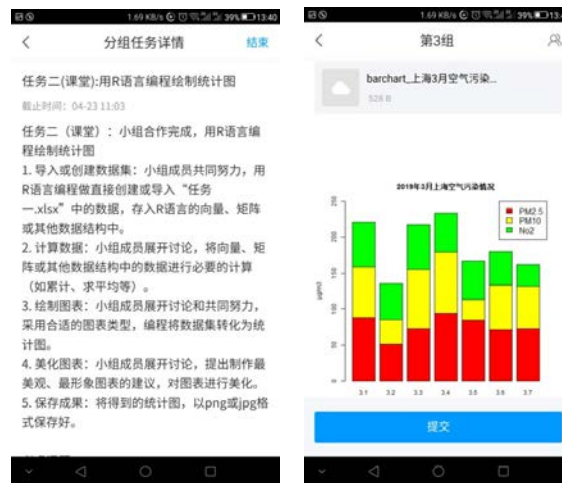 1.69 KB/s 39% 13:40
分组任务详情
结束
任务二(课堂):用R语言编程绘制统计图
截止时间：04-23 11:03
任务二（课堂）：小组合作完成，用R语言编
程绘制统计图
1. 导入或创建数据集：小组成员共同努力，用
R语言编程做直接创建或导入“任务
一.xlsx”中的数据，存入R语言的向量、矩阵
或其他数据结构中。
2. 计算数据：小组成员展开讨论，将向量、矩
阵或其他数据结构中的数据进行必要的计算
（如累计、求平均等）。
3. 绘制图表：小组成员展开讨论和共同努力，
采用合适的图表类型，编程将数据集转化为统
计图。
4. 美化图表：小组成员展开讨论，提出制作最
美观、最形象图表的建议，对图表进行美化。
5. 保存成果：将得到的统计图，以png或jpg格
式保存好。
1.69 KB/s 39% 13:4
第3组
barchart_上海3月空气污染...
528 B
2019年3月上海空气污染情况
PM2.5
PM10
No2
μg/m3
250
200
150
100
50
0
3.1 3.2 3.3 3.4 3.5 3.6 3.7
提交